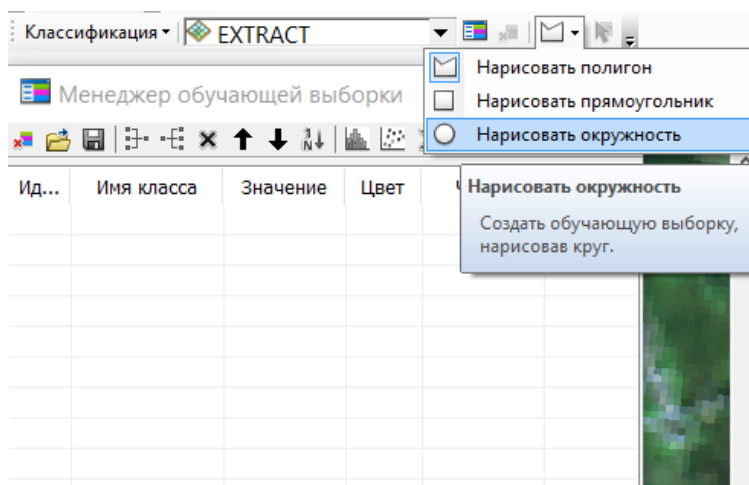 Классификация
EXTRACT
Нарисовать полигон
Менеджер обучающей выборки
Нарисовать прямоугольник
Нарисовать окружность
Ид... Имя класса Значение Цвет
Нарисовать окружность
Создать обучающую выборку,
нарисовав круг.